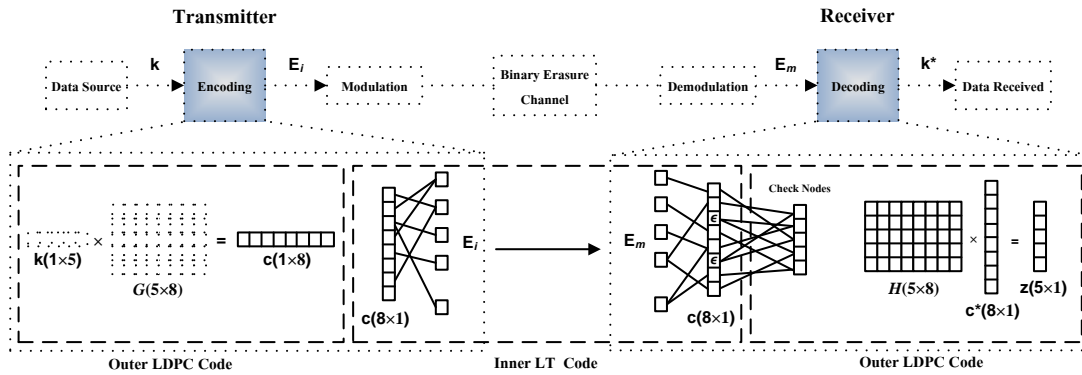 Transmitter
Receiver
Data Source
k
Encoding
E_i
Modulation
Binary Erasure
Channel
Demodulation
E_m
Decoding
k*
Data Received
k(1×5)
×
G(5×8)
=
c(1×8)
c(8×1)
E_i
E_m
ϵ
ϵ
c(8×1)
Check Nodes
H(5×8)
×
c*(8×1)
=
z(5×1)
Outer LDPC Code
Inner LT Code
Outer LDPC Code